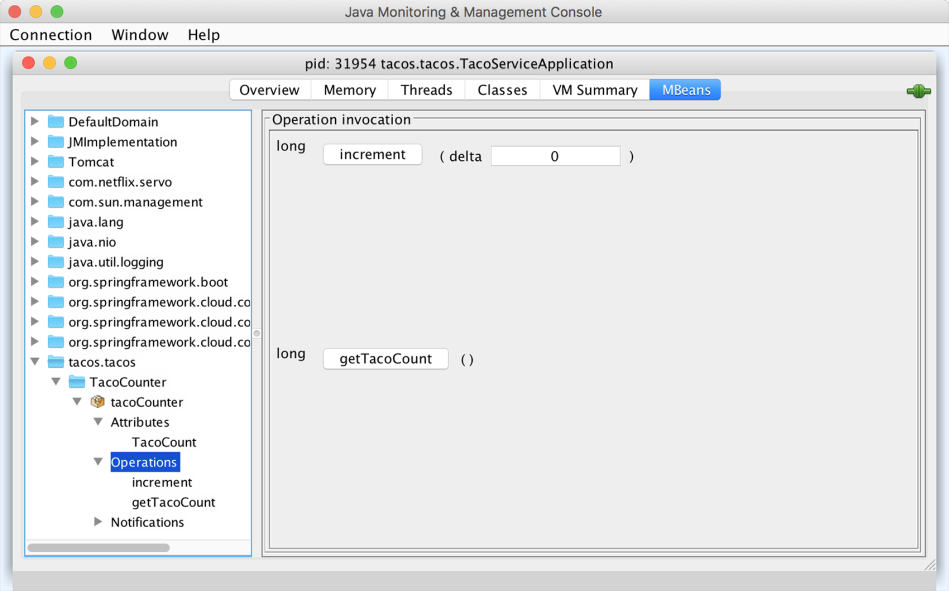 Java Monitoring & Management Console
Connection Window Help
pid: 31954 tacos.tacos.TacoServiceApplication
Overview Memory Threads Classes VM Summary MBeans
DefaultDomain
JMImplementation
Tomcat
com.netflix.servo
com.sun.management
java.lang
java.nio
java.util.logging
org.springframework.boot
org.springframework.cloud.co
org.springframework.cloud.co
org.springframework.cloud.co
tacos.tacos
TacoCounter
tacoCounter
Attributes
TacoCount
Operations
increment
getTacoCount
Notifications
Operation invocation
long increment ( delta 0 )
long getTacoCount ( )